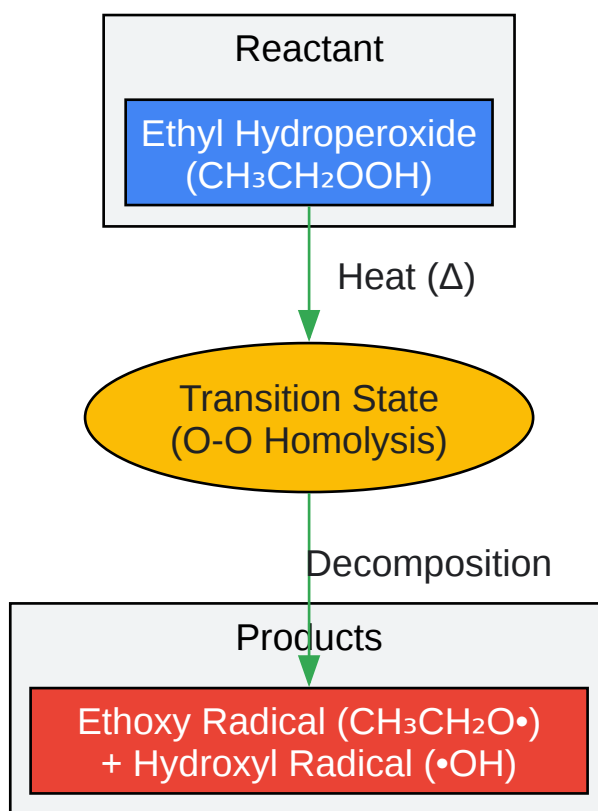 Reactant
Ethyl Hydroperoxide
(CH₃CH₂OOH)
Heat (Δ)
Transition State
(O-O Homolysis)
Decomposition
Products
Ethoxy Radical (CH₃CH₂O•)
+ Hydroxyl Radical (•OH)